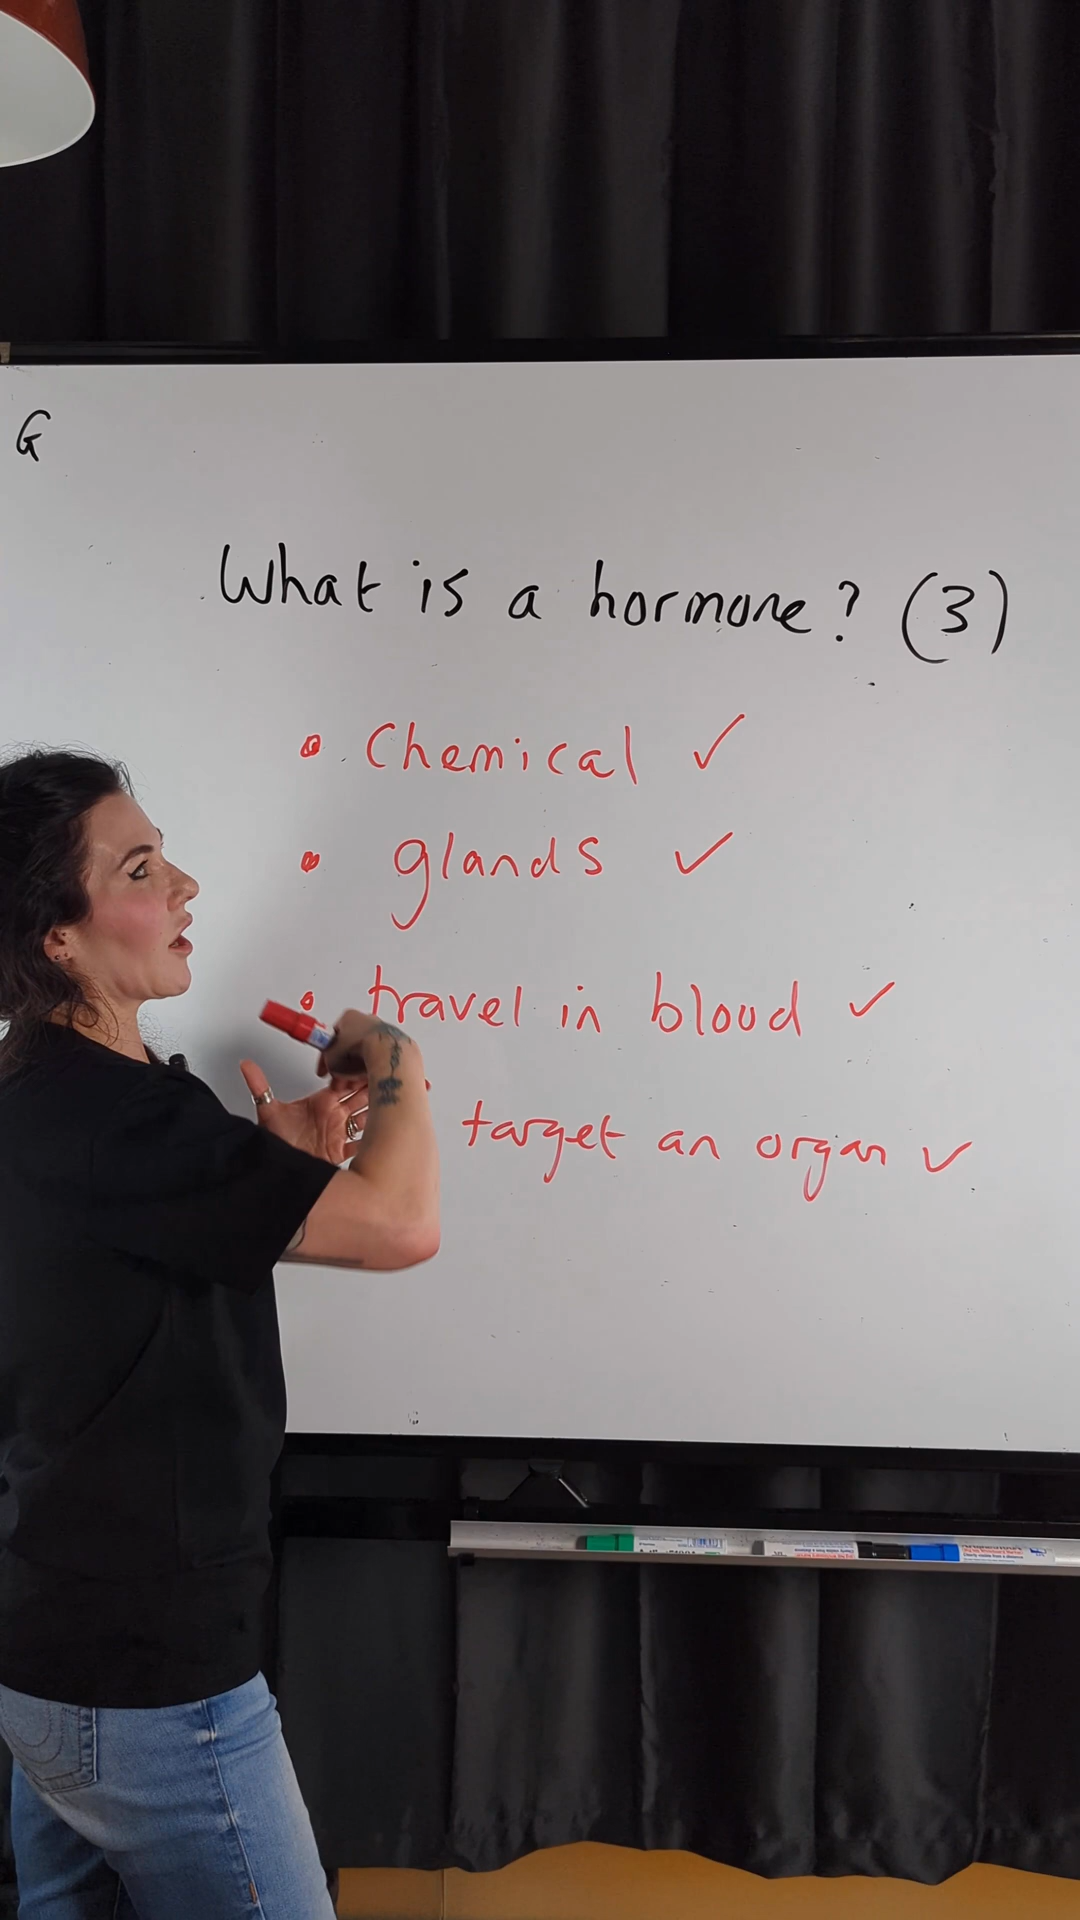 G
What is a hormone? (3)
• Chemical ✓
• glands ✓
• travel in blood ✓
target an organ ✓